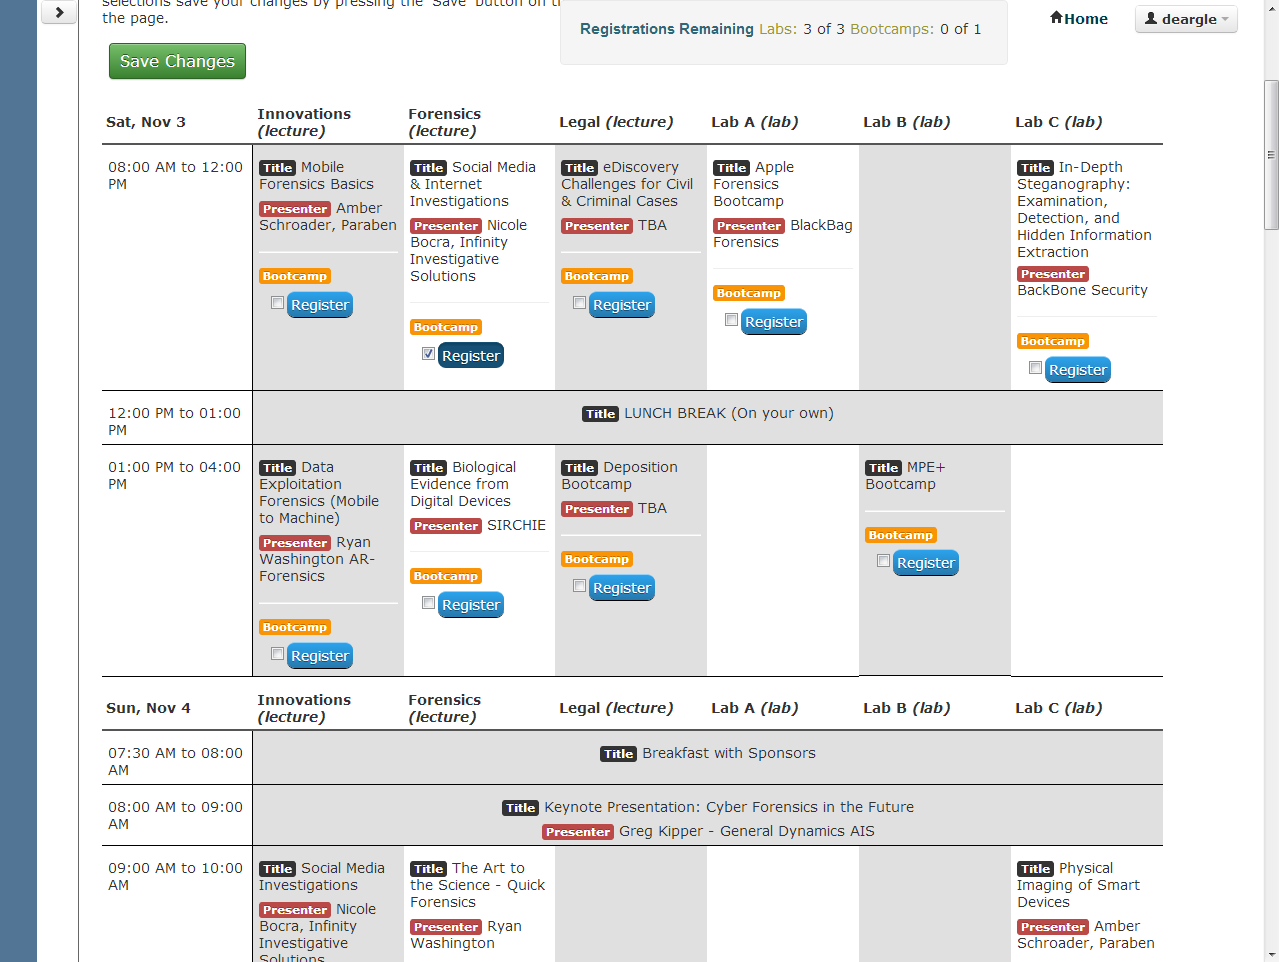 selections save your changes by pressing the "Save" button on th
the page.
Registrations Remaining Labs: 3 of 3 Bootcamps: 0 of 1
Home
deargle
Save Changes
Sat, Nov 3
Innovations
(lecture)
Forensics
(lecture)
Legal (lecture)
Lab A (lab)
Lab B (lab)
Lab C (lab)
08:00 AM to 12:00
PM
Title Mobile
Forensics Basics
Presenter Amber
Schroader, Paraben
Bootcamp
Register
Title Social Media
& Internet
Investigations
Presenter Nicole
Bocra, Infinity
Investigative
Solutions
Bootcamp
Register
Title eDiscovery
Challenges for Civil
& Criminal Cases
Presenter TBA
Bootcamp
Register
Title Apple
Forensics
Bootcamp
Presenter BlackBag
Forensics
Bootcamp
Register
Title In-Depth
Steganography:
Examination,
Detection, and
Hidden Information
Extraction
Presenter
BackBone Security
Bootcamp
Register
12:00 PM to 01:00
PM
Title LUNCH BREAK (On your own)
01:00 PM to 04:00
PM
Title Data
Exploitation
Forensics (Mobile
to Machine)
Presenter Ryan
Washington AR-
Forensics
Bootcamp
Register
Title Biological
Evidence from
Digital Devices
Presenter SIRCHIE
Bootcamp
Register
Title Deposition
Bootcamp
Presenter TBA
Bootcamp
Register
Title MPE+
Bootcamp
Bootcamp
Register
Sun, Nov 4
Innovations
(lecture)
Forensics
(lecture)
Legal (lecture)
Lab A (lab)
Lab B (lab)
Lab C (lab)
07:30 AM to 08:00
AM
Title Breakfast with Sponsors
08:00 AM to 09:00
AM
Title Keynote Presentation: Cyber Forensics in the Future
Presenter Greg Kipper - General Dynamics AIS
09:00 AM to 10:00
AM
Title Social Media
Investigations
Presenter Nicole
Bocra, Infinity
Investigative
Solutions
Title The Art to
the Science - Quick
Forensics
Presenter Ryan
Washington
Title Physical
Imaging of Smart
Devices
Presenter Amber
Schroader, Paraben